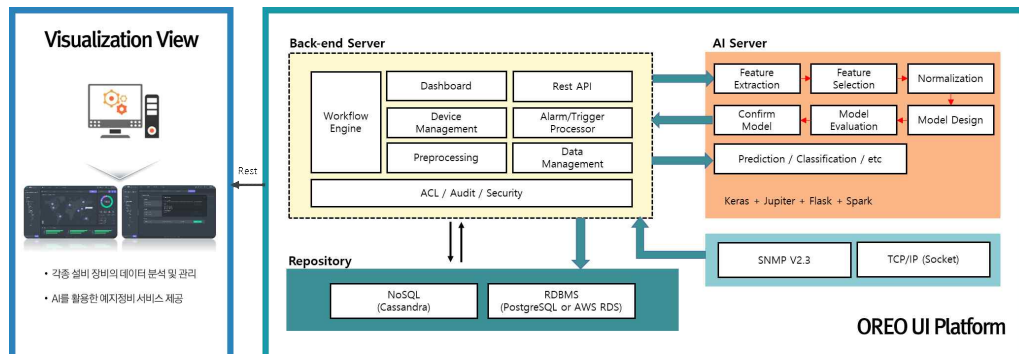 Visualization View
• 각종 설비 장비의 데이터 분석 및 관리
• AI를 활용한 예지정비 서비스 제공
Rest
Back-end Server
Workflow
Engine
Dashboard
Rest API
Device
Management
Alarm/Trigger
Processor
Preprocessing
Data
Management
ACL / Audit / Security
AI Server
Feature
Extraction
Feature
Selection
Normalization
Confirm
Model
Model
Evaluation
Model Design
Prediction / Classification / etc
Keras + Jupiter + Flask + Spark
SNMP V2.3
TCP/IP (Socket)
Repository
NoSQL
(Cassandra)
RDBMS
(PostgreSQL or AWS RDS)
OREO UI Platform